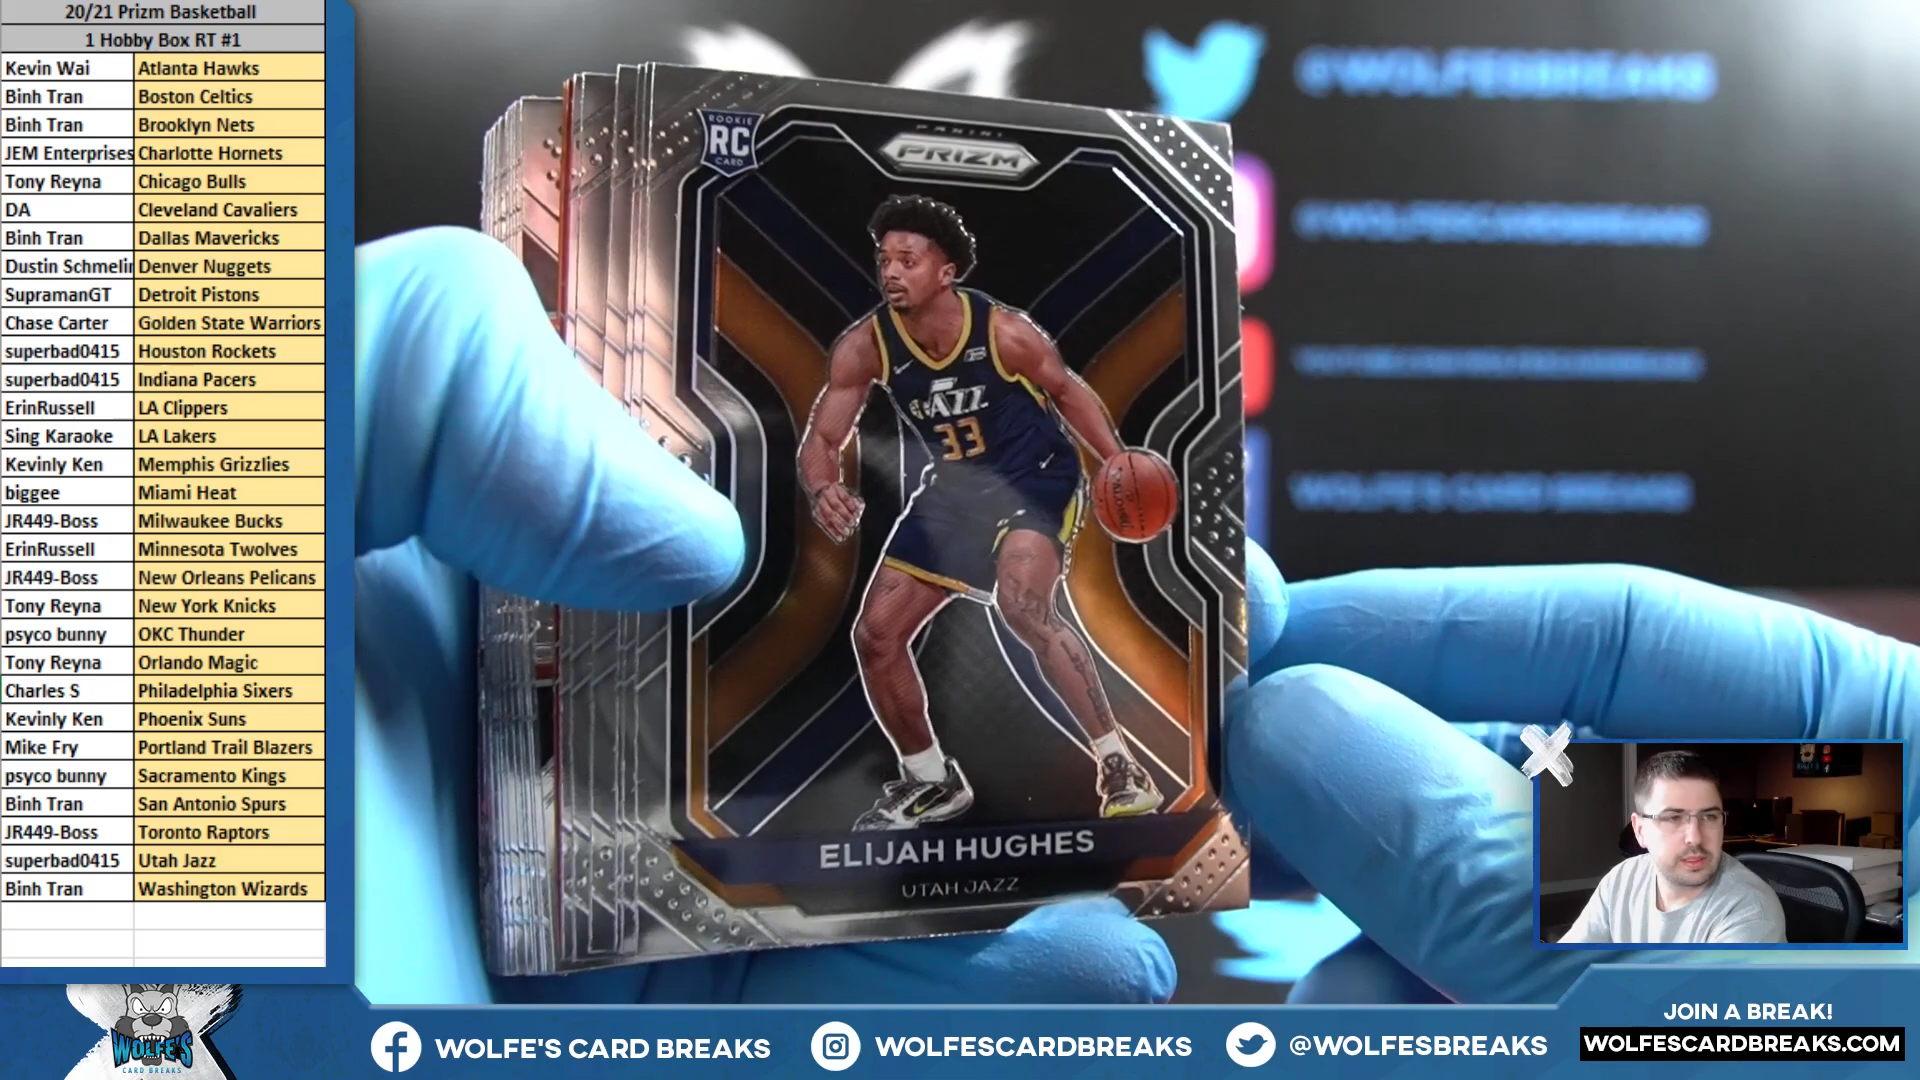 20/21 Prizm Basketball
1 Hobby Box RT #1
Kevin Wai Atlanta Hawks
Binh Tran Boston Celtics
Binh Tran Brooklyn Nets
JEM Enterprises Charlotte Hornets
Tony Reyna Chicago Bulls
DA Cleveland Cavaliers
Binh Tran Dallas Mavericks
Dustin Schmelin Denver Nuggets
SupramanGT Detroit Pistons
Chase Carter Golden State Warriors
superbad0415 Houston Rockets
superbad0415 Indiana Pacers
ErinRussell LA Clippers
Sing Karaoke LA Lakers
Kevinly Ken Memphis Grizzlies
biggee Miami Heat
JR449-Boss Milwaukee Bucks
ErinRussell Minnesota Twolves
JR449-Boss New Orleans Pelicans
Tony Reyna New York Knicks
psyco bunny OKC Thunder
Tony Reyna Orlando Magic
Charles S Philadelphia Sixers
Kevinly Ken Phoenix Suns
Mike Fry Portland Trail Blazers
psyco bunny Sacramento Kings
Binh Tran San Antonio Spurs
JR449-Boss Toronto Raptors
superbad0415 Utah Jazz
Binh Tran Washington Wizards
ROOKIE
RC
CARD
PANINI
PRIZM
JAZZ
33
SPALDING
ELIJAH HUGHES
UTAH JAZZ
@WOLFESBREAKS
@WOLFESCARDBREAKS
WOLFE'S CARD BREAKS
WOLFE'S
CARD BREAKS
WOLFE'S CARD BREAKS
WOLFESCARDBREAKS
@WOLFESBREAKS
JOIN A BREAK!
WOLFESCARDBREAKS.COM